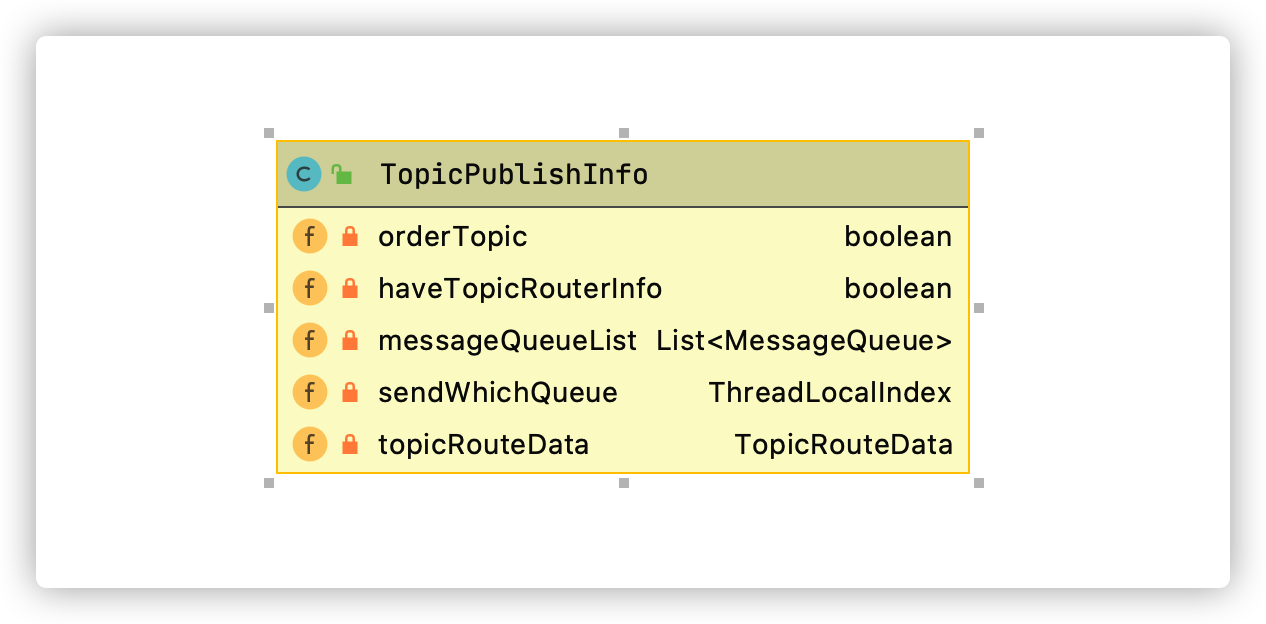 C TopicPublishInfo
f orderTopic boolean
f haveTopicRouterInfo boolean
f messageQueueList List<MessageQueue>
f sendWhichQueue ThreadLocalIndex
f topicRouteData TopicRouteData